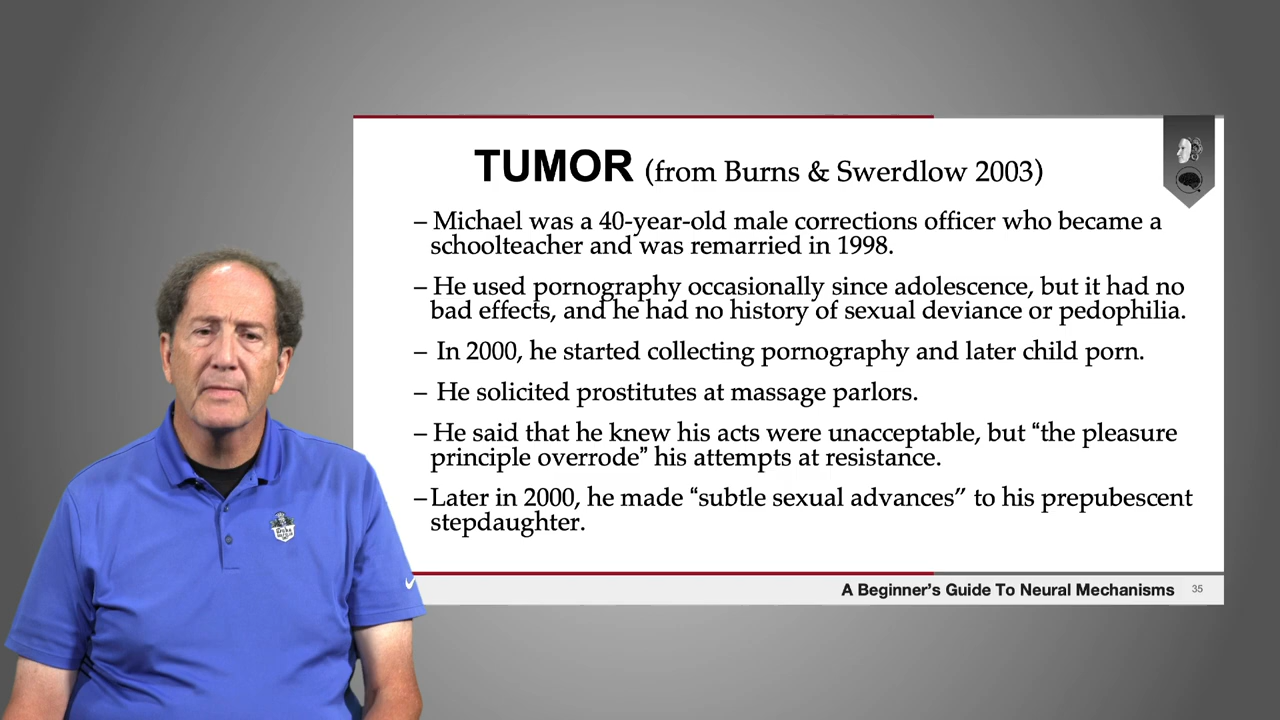 TUMOR (from Burns & Swerdlow 2003)
– Michael was a 40-year-old male corrections officer who became a
schoolteacher and was remarried in 1998.
– He used pornography occasionally since adolescence, but it had no
bad effects, and he had no history of sexual deviance or pedophilia.
– In 2000, he started collecting pornography and later child porn.
– He solicited prostitutes at massage parlors.
– He said that he knew his acts were unacceptable, but “the pleasure
principle overrode” his attempts at resistance.
– Later in 2000, he made “subtle sexual advances” to his prepubescent
stepdaughter.
A Beginner’s Guide To Neural Mechanisms 35